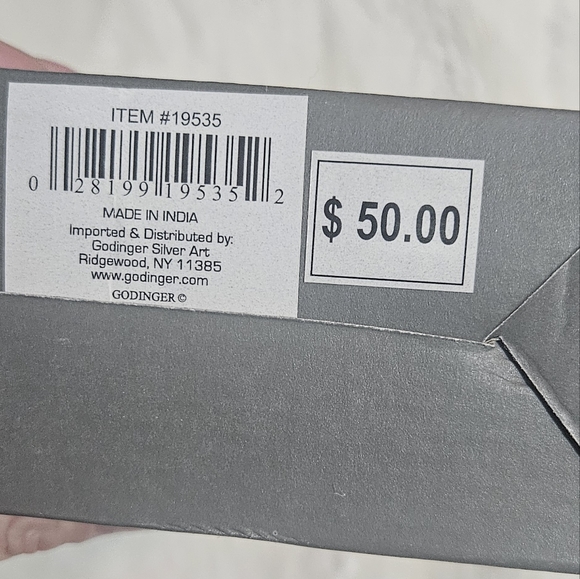 ITEM #19535
0 28199 19535 2
MADE IN INDIA
Imported & Distributed by:
Godinger Silver Art
Ridgewood, NY 11385
www.godinger.com
GODINGER ©
$ 50.00